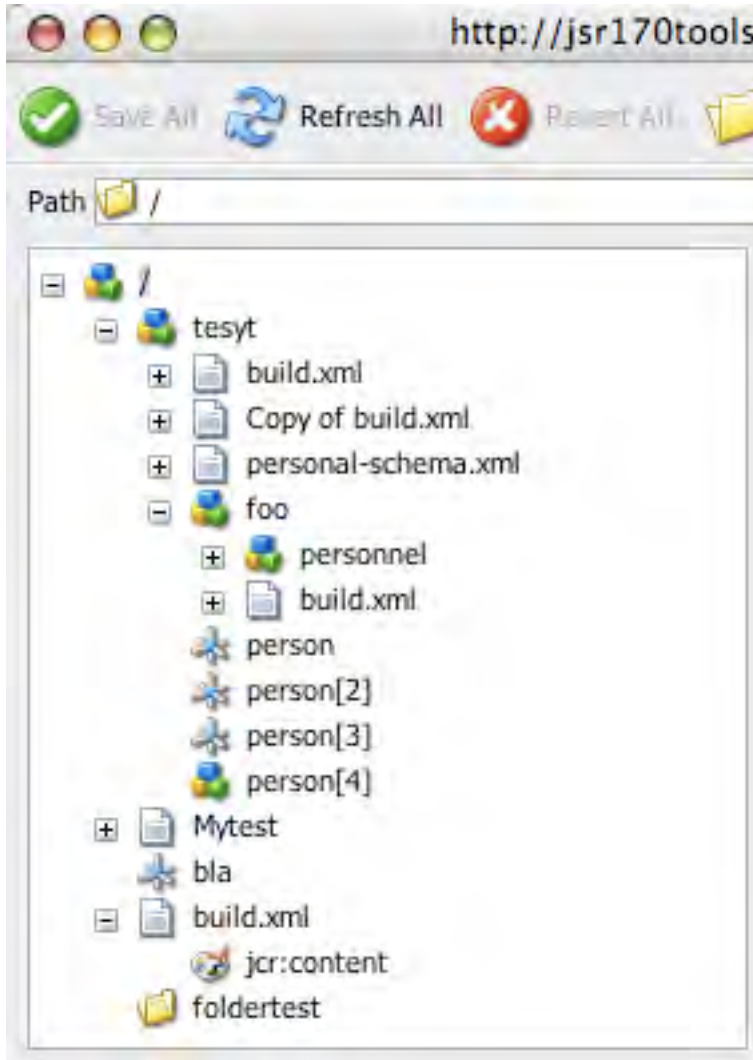 http://jsr170tools
Save All Refresh All Revert All
Path /
/
tesyt
build.xml
Copy of build.xml
personal-schema.xml
foo
personnel
build.xml
person
person[2]
person[3]
person[4]
Mytest
bla
build.xml
jcr:content
foldertest